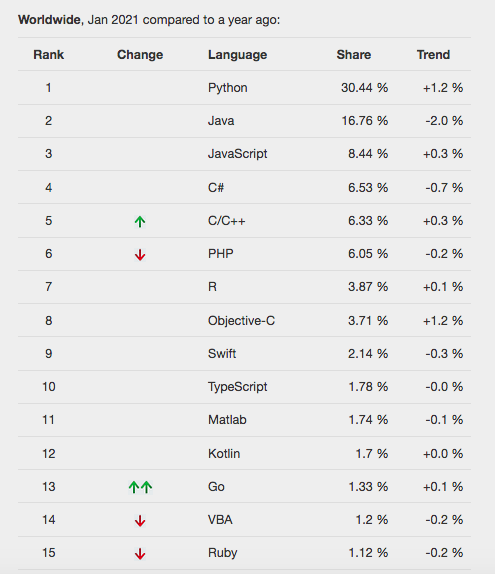 Worldwide, Jan 2021 compared to a year ago:
Rank Change Language Share Trend
1 Python 30.44 % +1.2 %
2 Java 16.76 % -2.0 %
3 JavaScript 8.44 % +0.3 %
4 C# 6.53 % -0.7 %
5 ↑ C/C++ 6.33 % +0.3 %
6 ↓ PHP 6.05 % -0.2 %
7 R 3.87 % +0.1 %
8 Objective-C 3.71 % +1.2 %
9 Swift 2.14 % -0.3 %
10 TypeScript 1.78 % -0.0 %
11 Matlab 1.74 % -0.1 %
12 Kotlin 1.7 % +0.0 %
13 ↑↑ Go 1.33 % +0.1 %
14 ↓ VBA 1.2 % -0.2 %
15 ↓ Ruby 1.12 % -0.2 %